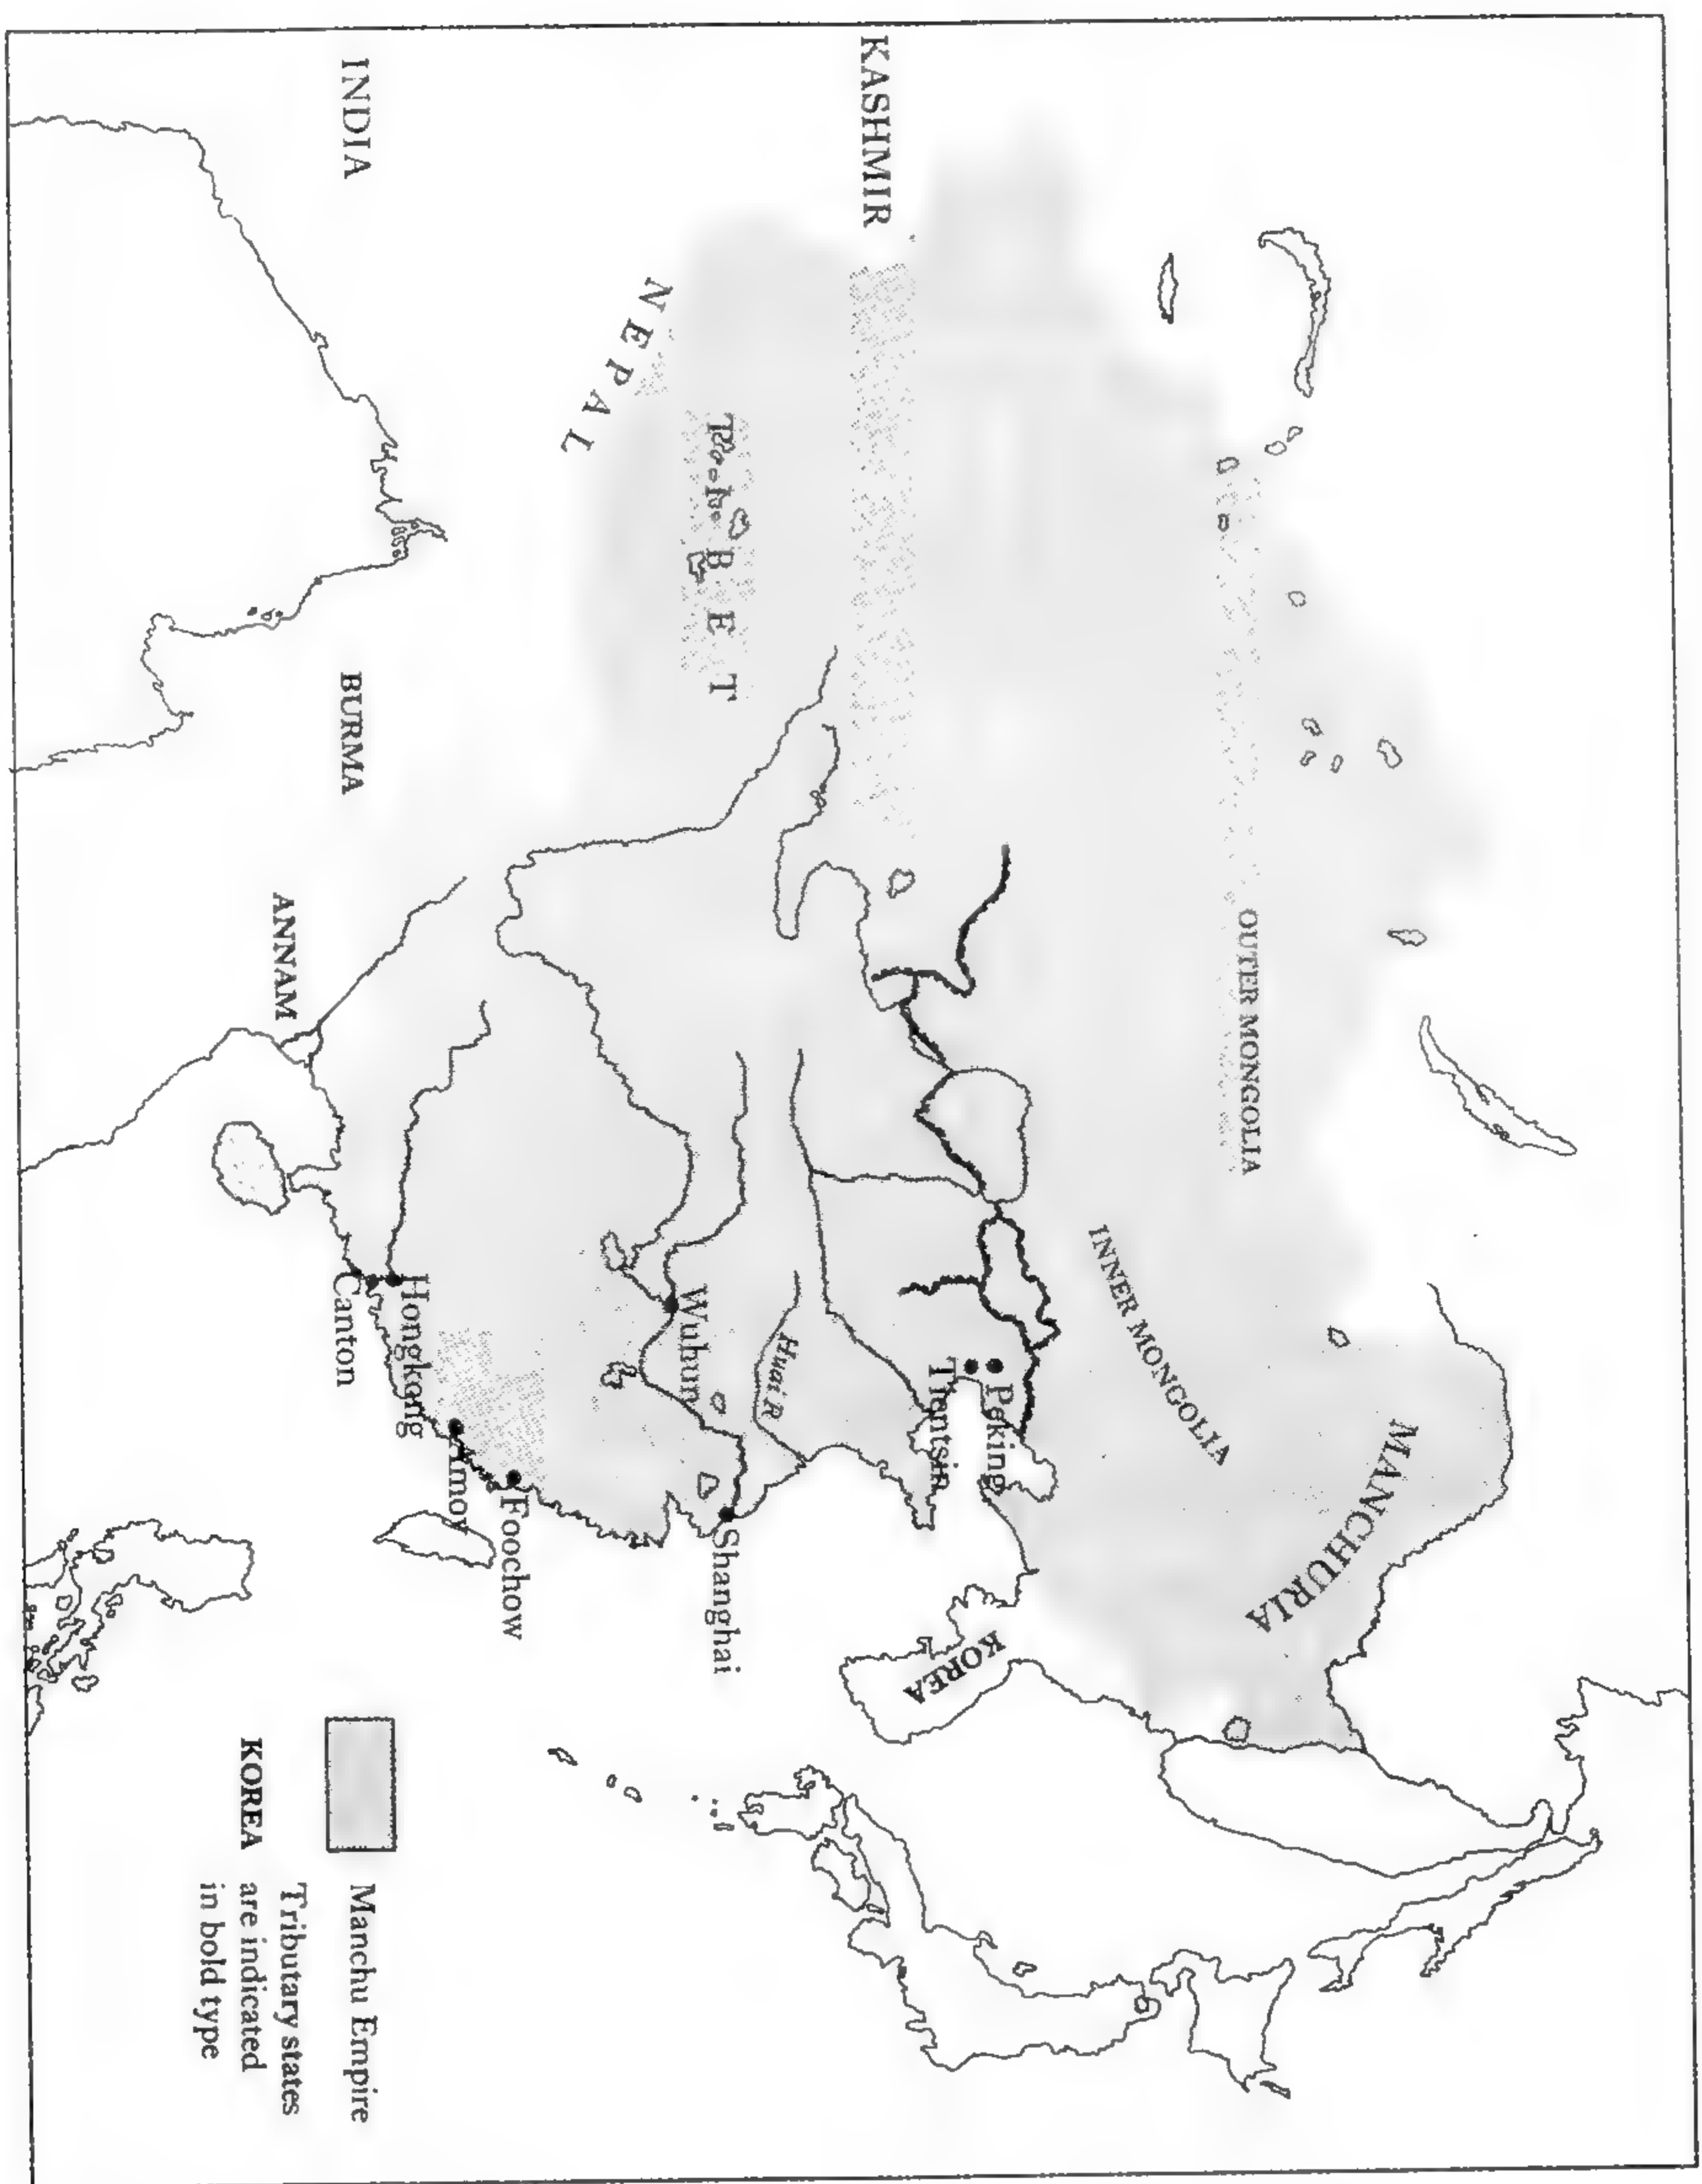 OUTER MONGOLIA
MANCHURIA
INNER MONGOLIA
KASHMIR
Peking
Tientsin
KOREA
TIBET
NEPAL
Huai R
Wuhun
Shanghai
INDIA
BURMA
ANNAM
Foochow
Amoy
Hongkong
Canton
Manchu Empire
Tributary states
KOREA are indicated
in bold type